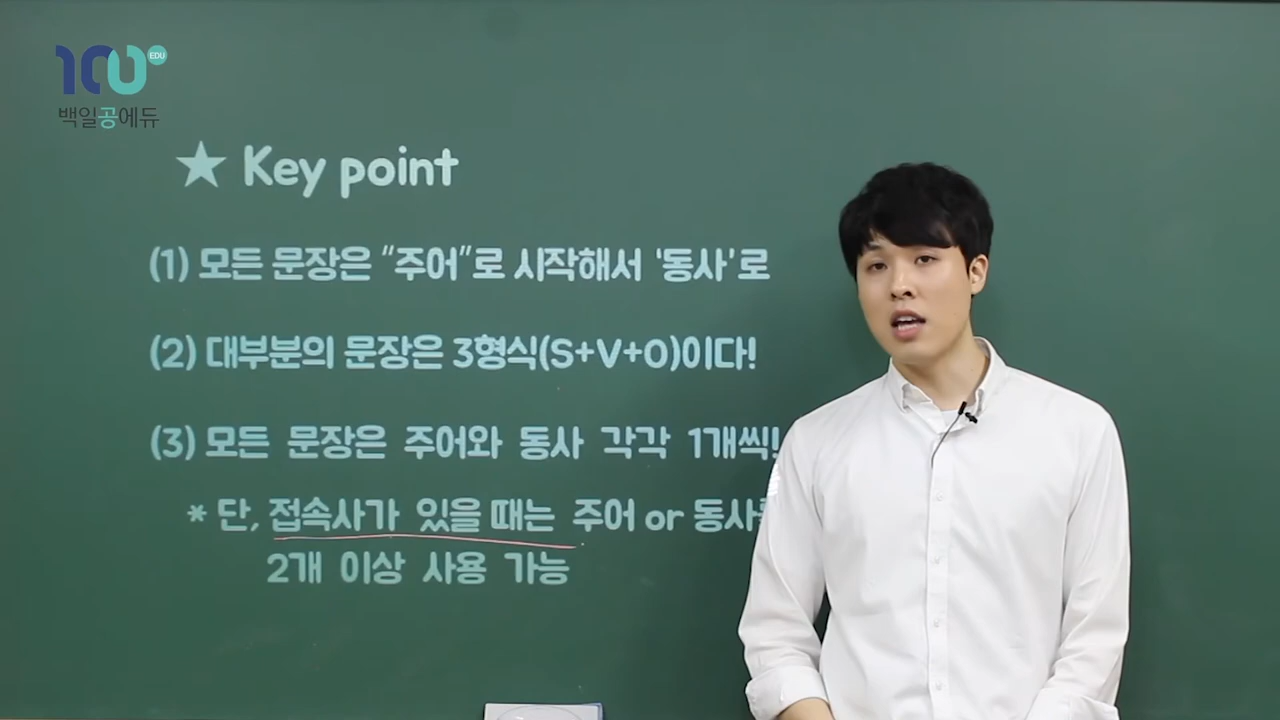 100 EDU
백일공에듀
★ Key point
(1) 모든 문장은 "주어"로 시작해서 '동사'로
(2) 대부분의 문장은 3형식(S+V+O)이다!
(3) 모든 문장은 주어와 동사 각각 1개씩!
* 단, 접속사가 있을 때는 주어 or 동사를
2개 이상 사용 가능